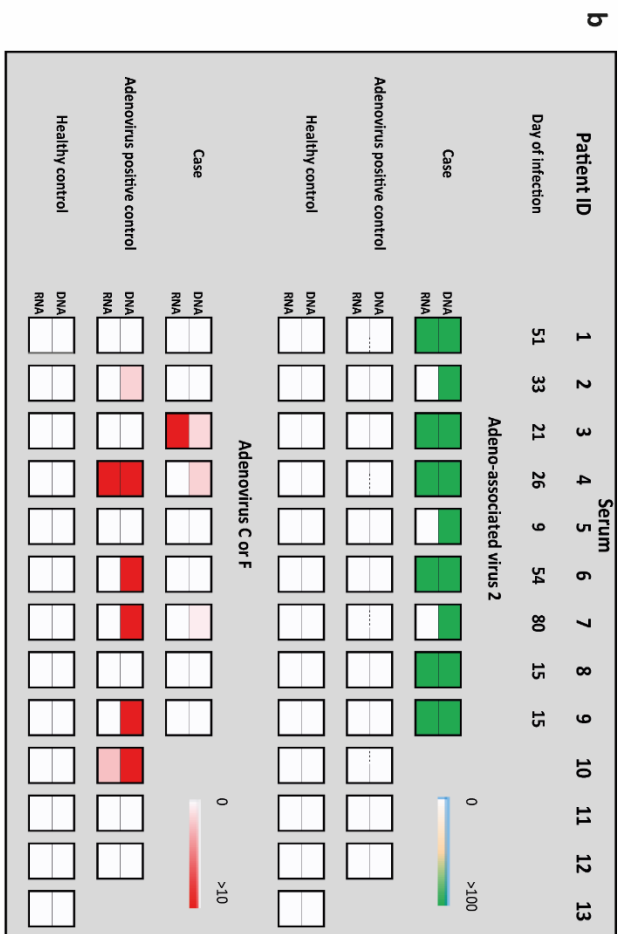 b
Serum
Patient ID 1 2 3 4 5 6 7 8 9 10 11 12 13
Day of infection 51 33 21 26 9 54 80 15 15
Adeno-associated virus 2
Case
DNA
RNA
0 >100
Adenovirus positive control
DNA
RNA
Healthy control
DNA
RNA
Adenovirus C or F
Case
DNA
RNA
0 >10
Adenovirus positive control
DNA
RNA
Healthy control
DNA
RNA